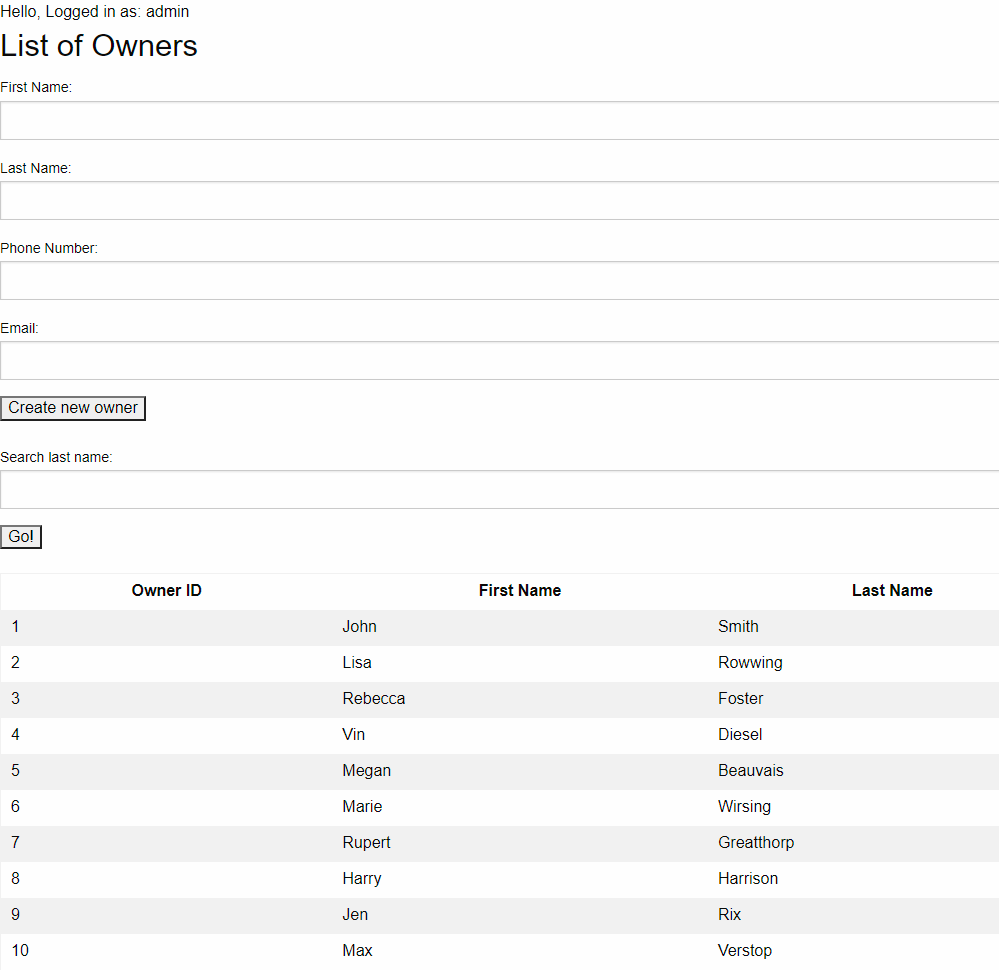 Hello, Logged in as: admin
List of Owners
First Name:
Last Name:
Phone Number:
Email:
Create new owner
Search last name:
Go!
Owner ID First Name Last Name
1 John Smith
2 Lisa Rowwing
3 Rebecca Foster
4 Vin Diesel
5 Megan Beauvais
6 Marie Wirsing
7 Rupert Greatthorp
8 Harry Harrison
9 Jen Rix
10 Max Verstop